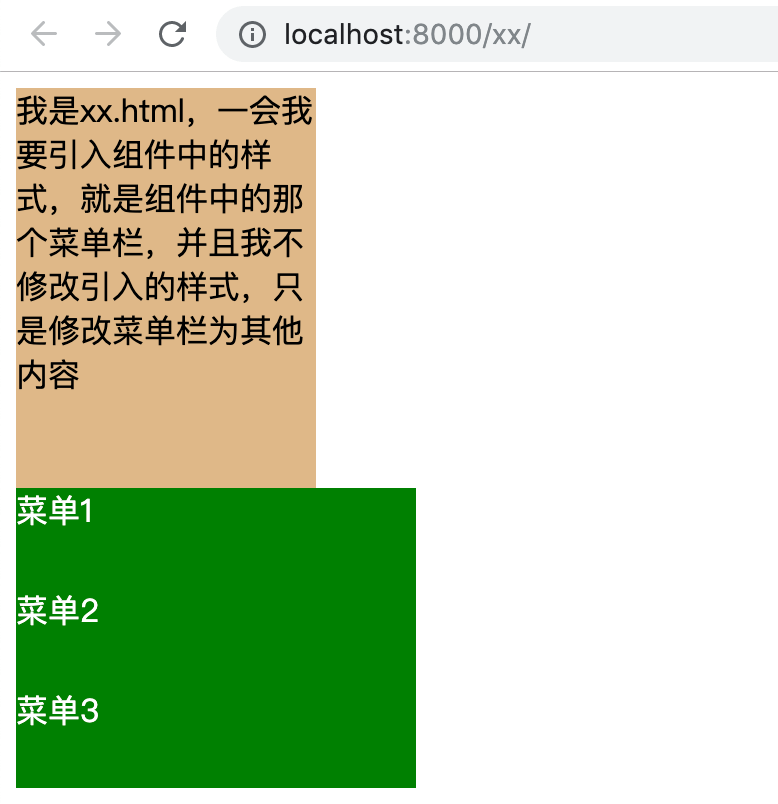 localhost:8000/xx/
我是xx.html，一会我
要引入组件中的样
式，就是组件中的那
个菜单栏，并且我不
修改引入的样式，只
是修改菜单栏为其他
内容
菜单1
菜单2
菜单3